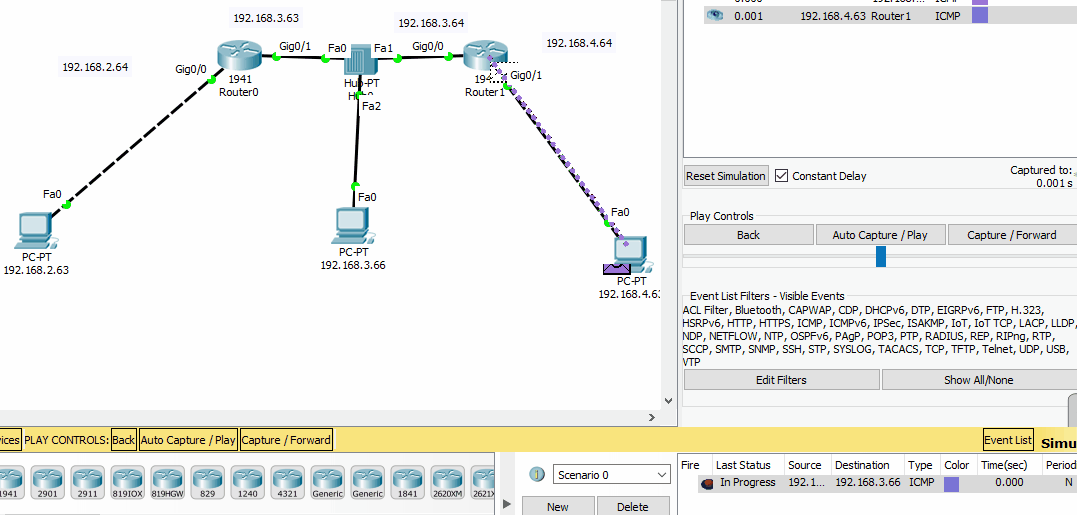 192.168.3.63
192.168.3.64
192.168.4.64
192.168.2.64
Gig0/1
Fa0
Fa1
Gig0/0
Gig0/0
Gig0/1
1941
Router0
Hub-PT
Router1
Fa2
Fa0
Fa0
Fa0
PC-PT
192.168.2.63
PC-PT
192.168.3.66
PC-PT
192.168.4.63
0.001 192.168.4.63 Router1 ICMP
Reset Simulation
Constant Delay
Captured to:
0.001 s
Play Controls
Back
Auto Capture / Play
Capture / Forward
Event List Filters - Visible Events
ACL Filter, Bluetooth, CAPWAP, CDP, DHCPv6, DTP, EIGRPv6, FTP, H.323,
HSRPv6, HTTP, HTTPS, ICMP, ICMPv6, IPSec, ISAKMP, IoT, IoT TCP, LACP, LLDP,
NDP, NETFLOW, NTP, OSPFv6, PAgP, POP3, PTP, RADIUS, REP, RIPng, RTP,
SCCP, SMTP, SNMP, SSH, STP, SYSLOG, TACACS, TCP, TFTP, Telnet, UDP, USB,
VTP
Edit Filters
Show All/None
vices PLAY CONTROLS: Back Auto Capture / Play Capture / Forward
Event List
Simu
1941 2901 2911 819IOX 819HGW 829 1240 4321 Generic Generic 1841 2620XM 2621X
Scenario 0
New
Delete
Fire Last Status Source Destination Type Color Time(sec) Period
In Progress 192.1... 192.168.3.66 ICMP 0.000 N